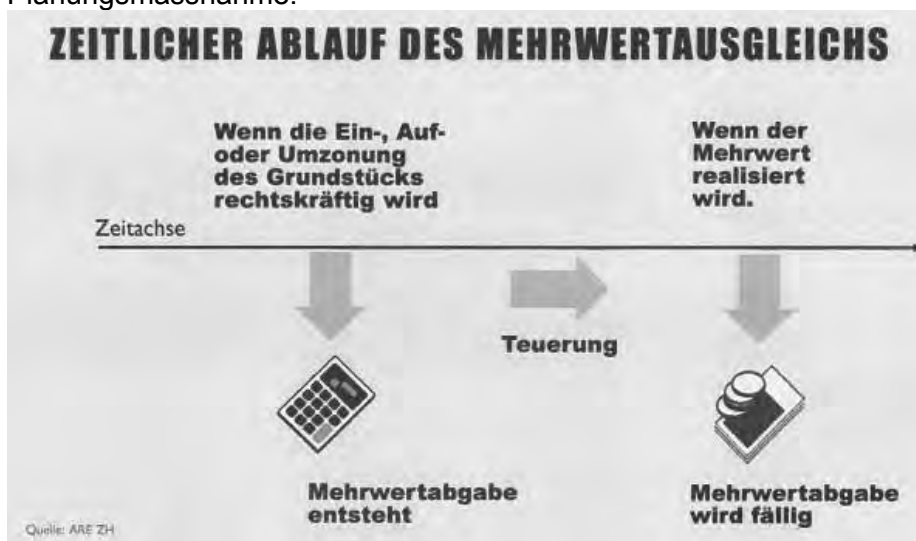 Planungsmassnahme.
ZEITLICHER ABLAUF DES MEHRWERTAUSGLEICHS
Wenn die Ein-, Auf-
oder Umzonung
des Grundstücks
rechtskräftig wird
Wenn der
Mehrwert
realisiert
wird.
Zeitachse
Teuerung
Mehrwertabgabe
entsteht
Mehrwertabgabe
wird fällig
Quelle: ARE ZH